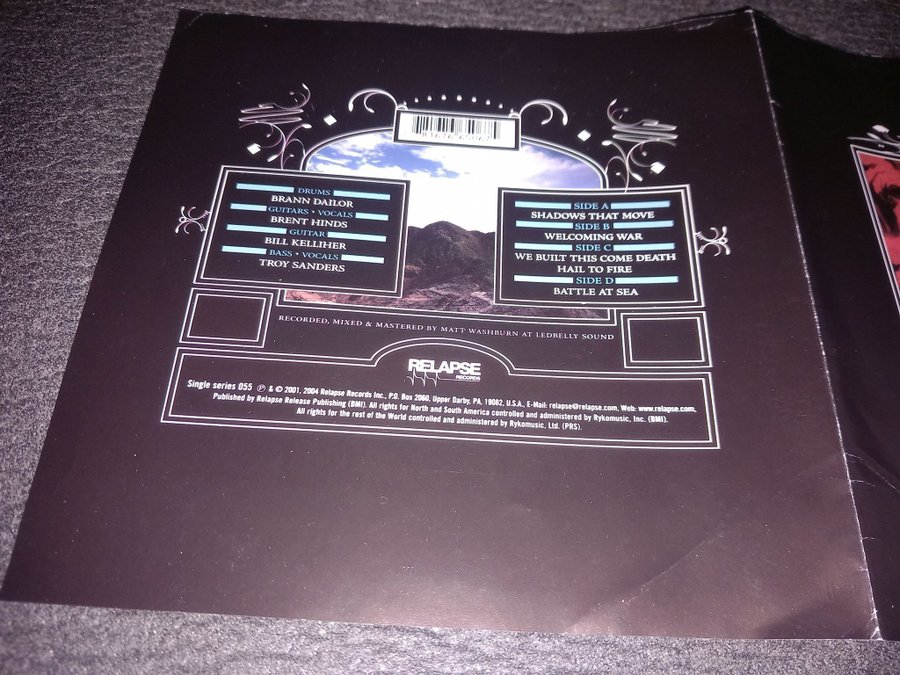 DRUMS
BRANN DAILOR
GUITARS • VOCALS
BRENT HINDS
GUITAR
BILL KELLIHER
BASS • VOCALS
TROY SANDERS
SIDE A
SHADOWS THAT MOVE
SIDE B
WELCOMING WAR
SIDE C
WE BUILT THIS COME DEATH
HAIL TO FIRE
SIDE D
BATTLE AT SEA
RECORDED, MIXED & MASTERED BY MATT WASHBURN AT LEDBELLY SOUND
RELAPSE
RECORDS
Single series 055 ℗ & © 2001, 2004 Relapse Records Inc., P.O. Box 2060, Upper Darby, PA, 19082, U.S.A., E-Mail: relapse@relapse.com, Web: www.relapse.com,
Published by Relapse Release Publishing (BMI). All rights for North and South America controlled and administered by Rykomusic, Inc. (BMI).
All rights for the rest of the World controlled and administered by Rykomusic, Ltd. (PRS).